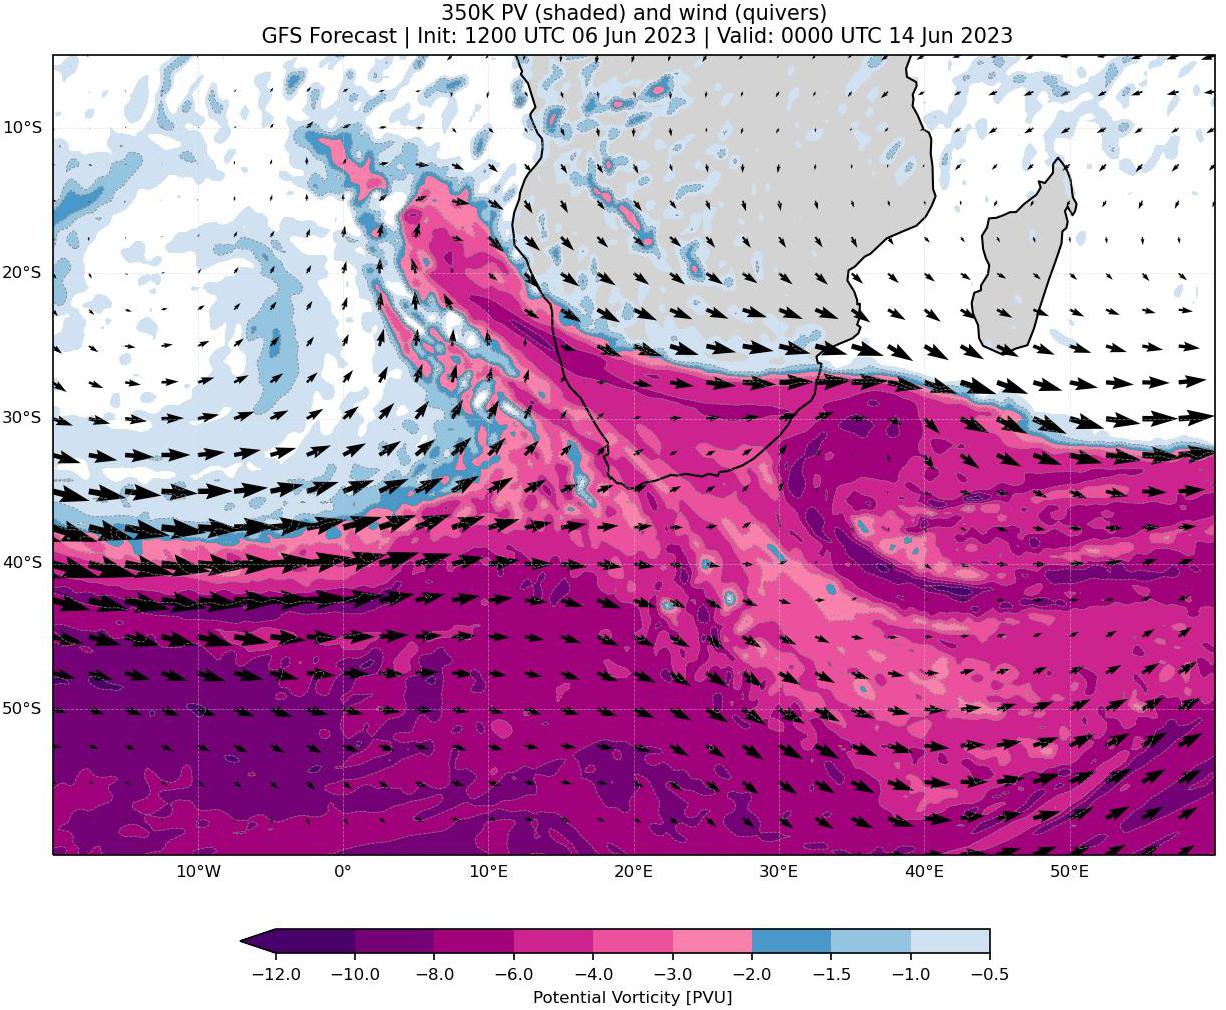 350K PV (shaded) and wind (quivers)
GFS Forecast | Init: 1200 UTC 06 Jun 2023 | Valid: 0000 UTC 14 Jun 2023
10°S
20°S
30°S
40°S
50°S
10°W 0° 10°E 20°E 30°E 40°E 50°E
−12.0 −10.0 −8.0 −6.0 −4.0 −3.0 −2.0 −1.5 −1.0 −0.5
Potential Vorticity [PVU]